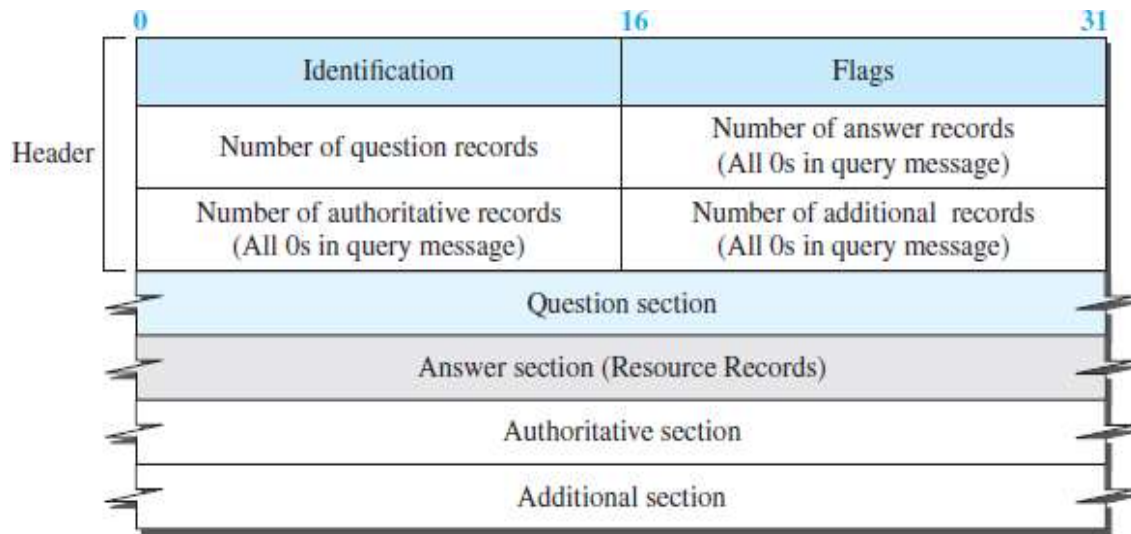 0 16 31
Header
Identification
Flags
Number of question records
Number of answer records
(All 0s in query message)
Number of authoritative records
(All 0s in query message)
Number of additional records
(All 0s in query message)
Question section
Answer section (Resource Records)
Authoritative section
Additional section